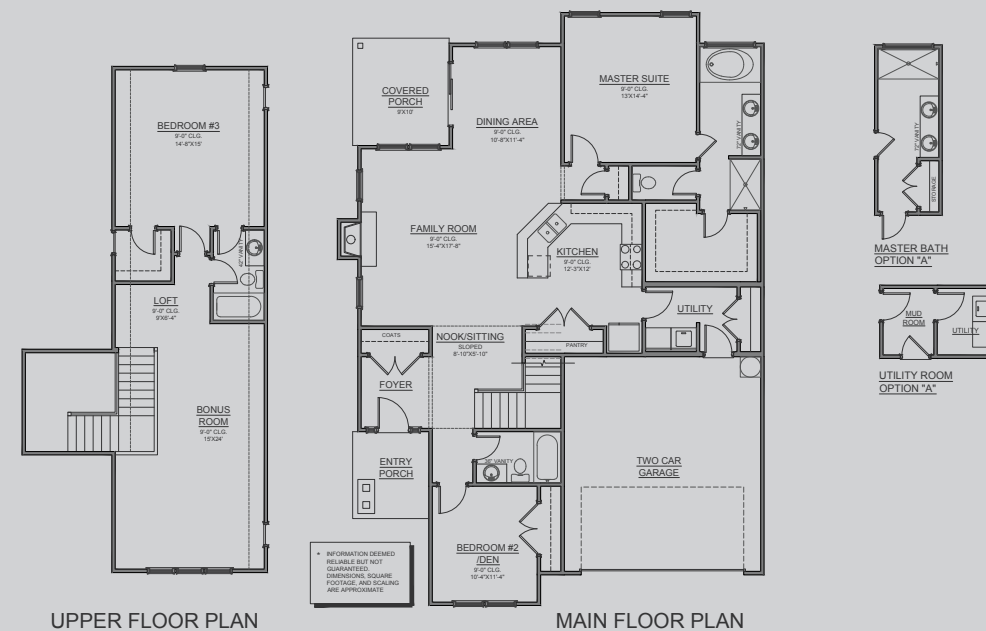 BEDROOM #3
9'-0" CLG.
14'-8"X15'
42" VANITY
LOFT
9'-0" CLG.
9'X6'-4"
BONUS
ROOM
9'-0" CLG.
15'X24'
UPPER FLOOR PLAN
COVERED
PORCH
9'X10'
DINING AREA
9'-0" CLG.
10'-8"X11'-4"
MASTER SUITE
9'-0" CLG.
13'X14'-4"
72" VANITY
FAMILY ROOM
9'-0" CLG.
15'-4"X17'-8"
KITCHEN
9'-0" CLG.
12'-3"X12'
UTILITY
COATS
NOOK/SITTING
SLOPED
8'-10"X5'-10"
PANTRY
FOYER
ENTRY
PORCH
VANITY
TWO CAR
GARAGE
BEDROOM #2
/DEN
9'-0" CLG.
10'-4"X11'-4"
* INFORMATION DEEMED
RELIABLE BUT NOT
GUARANTEED.
DIMENSIONS, SQUARE
FOOTAGE, AND SCALING
ARE APPROXIMATE
MAIN FLOOR PLAN
72" VANITY
STORAGE
MASTER BATH
OPTION "A"
MUD
ROOM
UTILITY
UTILITY ROOM
OPTION "A"